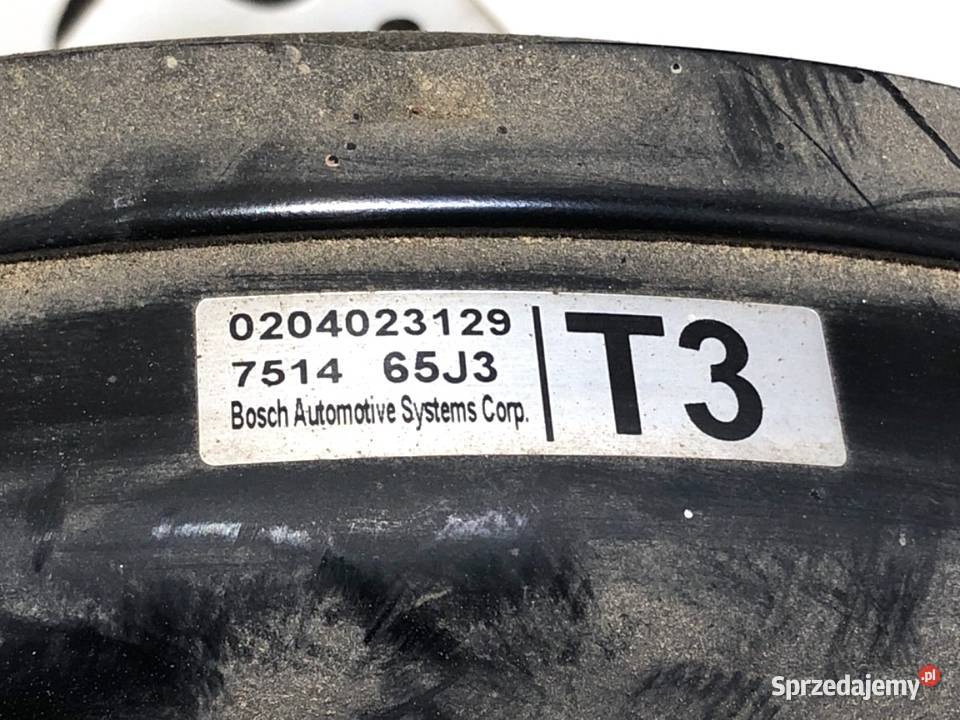 0204023129
7514 65J3
Bosch Automotive Systems Corp.
T3
Sprzedajemy.pl